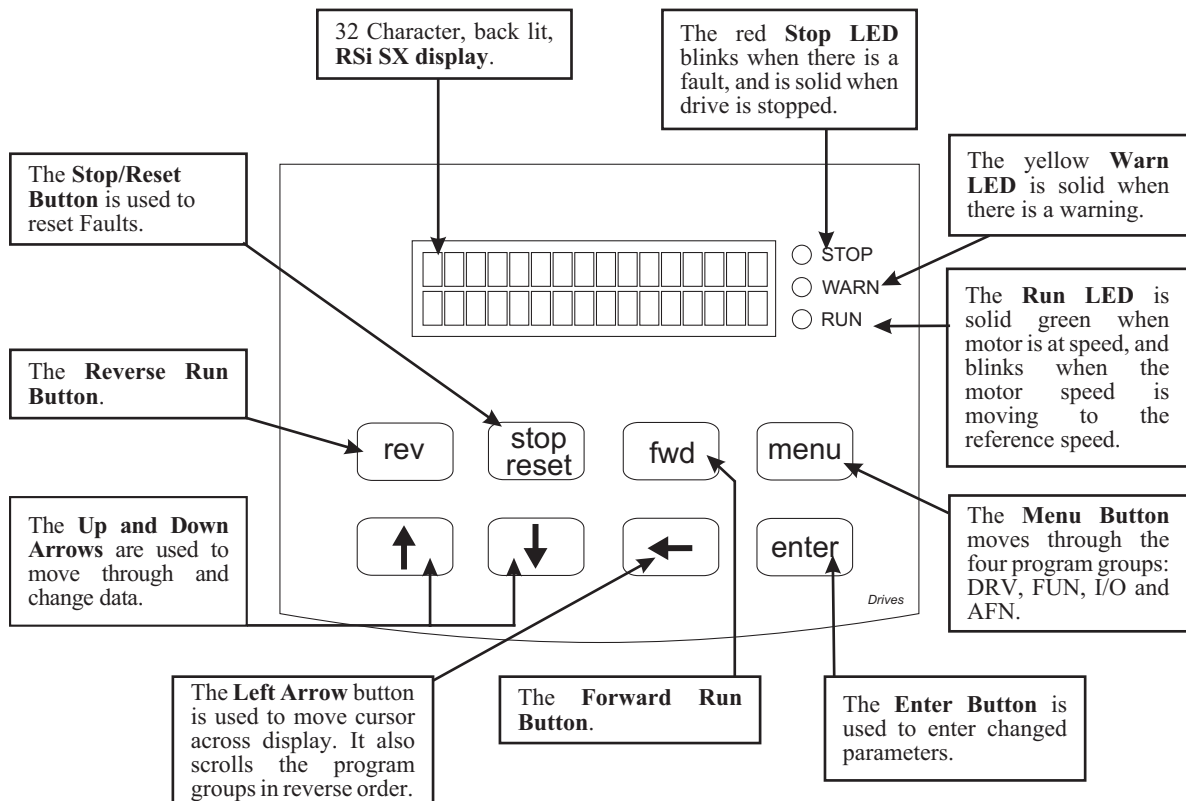 32 Character, back lit,
RSi SX display.
The red Stop LED
blinks when there is a
fault, and is solid when
drive is stopped.
The Stop/Reset
Button is used to
reset Faults.
The yellow Warn
LED is solid when
there is a warning.
STOP
WARN
RUN
The Run LED is
solid green when
motor is at speed, and
blinks when the
motor speed is
moving to the
reference speed.
The Reverse Run
Button.
rev
stop
reset
fwd
menu
The Up and Down
Arrows are used to
move through and
change data.
enter
The Menu Button
moves through the
four program groups:
DRV, FUN, I/O and
AFN.
Drives
The Left Arrow button
is used to move cursor
across display. It also
scrolls the program
groups in reverse order.
The Forward Run
Button.
The Enter Button is
used to enter changed
parameters.